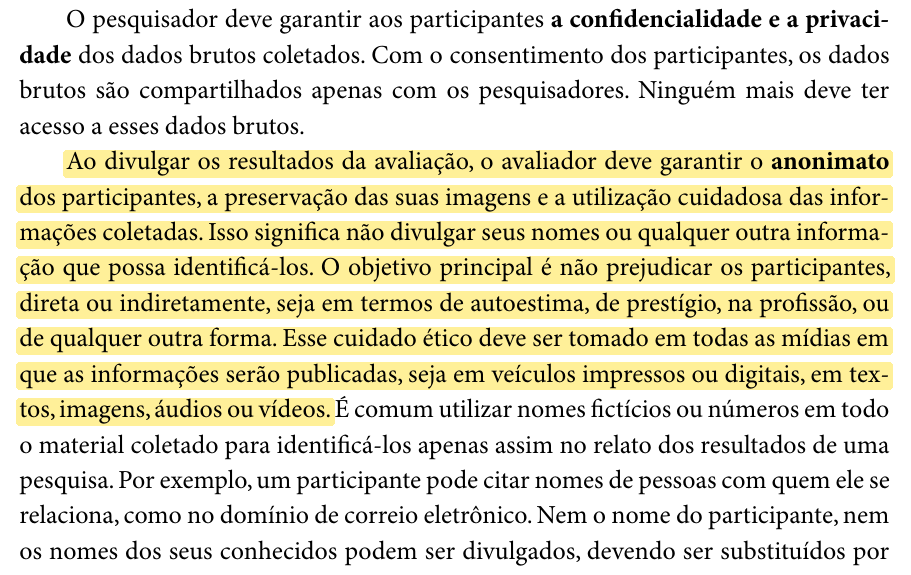 O pesquisador deve garantir aos participantes a confidencialidade e a privaci-
dade dos dados brutos coletados. Com o consentimento dos participantes, os dados
brutos são compartilhados apenas com os pesquisadores. Ninguém mais deve ter
acesso a esses dados brutos.
Ao divulgar os resultados da avaliação, o avaliador deve garantir o anonimato
dos participantes, a preservação das suas imagens e a utilização cuidadosa das infor-
mações coletadas. Isso significa não divulgar seus nomes ou qualquer outra informa-
ção que possa identificá-los. O objetivo principal é não prejudicar os participantes,
direta ou indiretamente, seja em termos de autoestima, de prestígio, na profissão, ou
de qualquer outra forma. Esse cuidado ético deve ser tomado em todas as mídias em
que as informações serão publicadas, seja em veículos impressos ou digitais, em tex-
tos, imagens, áudios ou vídeos. É comum utilizar nomes fictícios ou números em todo
o material coletado para identificá-los apenas assim no relato dos resultados de uma
pesquisa. Por exemplo, um participante pode citar nomes de pessoas com quem ele se
relaciona, como no domínio de correio eletrônico. Nem o nome do participante, nem
os nomes dos seus conhecidos podem ser divulgados, devendo ser substituídos por